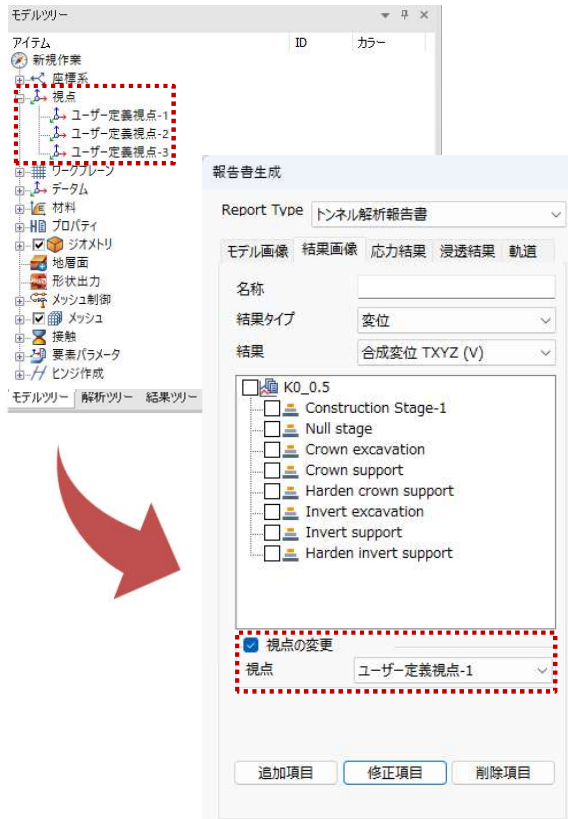 モデルツリー
アイテム ID カラー
新規作業
座標系
視点
ユーザー定義視点-1
ユーザー定義視点-2
ユーザー定義視点-3
ワークプレーン
データム
材料
プロパティ
ジオメトリ
地層面
形状出力
メッシュ制御
メッシュ
接触
要素パラメータ
ヒンジ作成
モデルツリー 解析ツリー 結果ツリー
報告書生成
Report Type トンネル解析報告書
モデル画像 結果画像 応力結果 浸透結果 軌道
名称
結果タイプ 変位
結果 合成変位 TXYZ (V)
K0_0.5
Construction Stage-1
Null stage
Crown excavation
Crown support
Harden crown support
Invert excavation
Invert support
Harden invert support
視点の変更
視点 ユーザー定義視点-1
追加項目 修正項目 削除項目